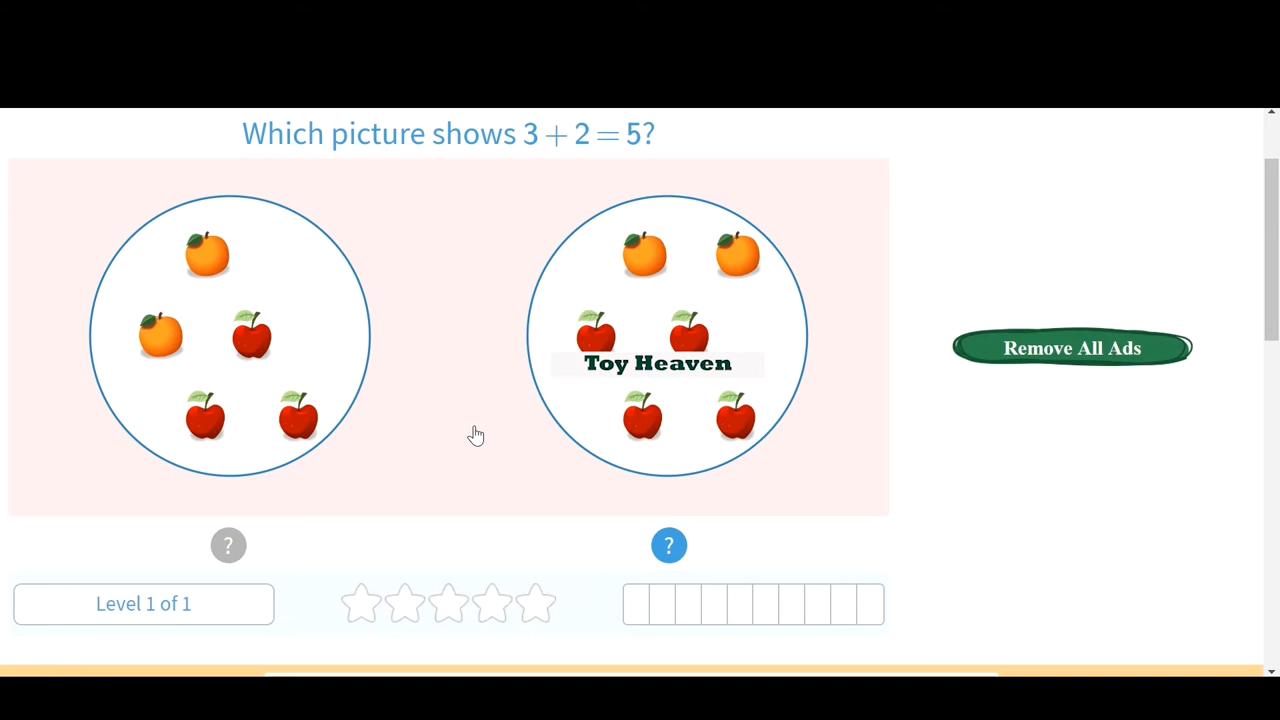 Which picture shows 3 + 2 = 5?
Toy Heaven
Remove All Ads
?
?
Level 1 of 1